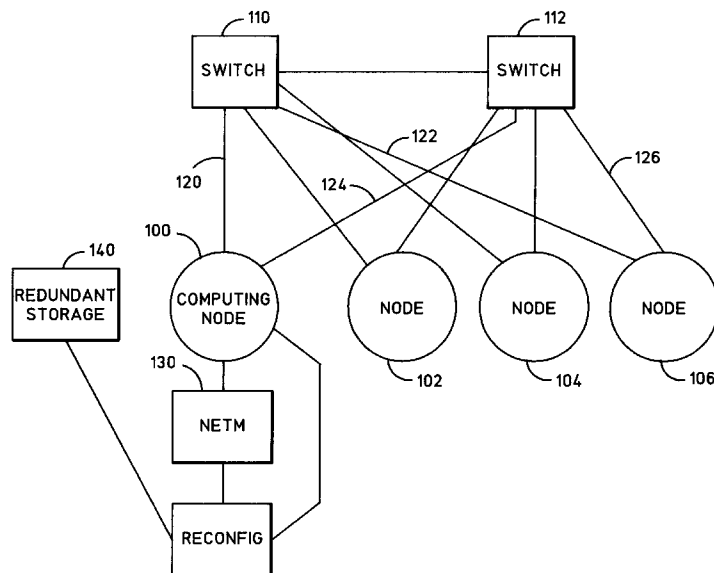 110
112
SWITCH
SWITCH
122
120
124
126
100
140
REDUNDANT
STORAGE
COMPUTING
NODE
NODE
NODE
NODE
130
102
104
106
NETM
RECONFIG